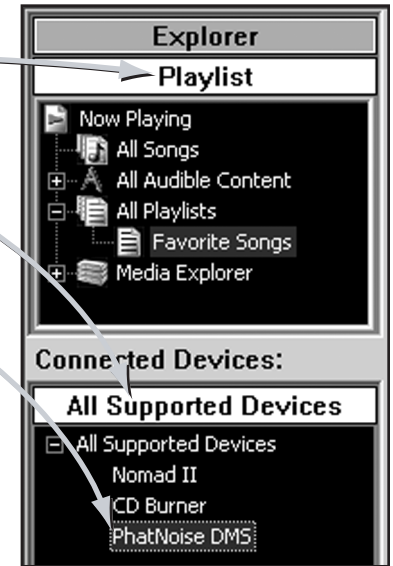 Explorer
Playlist
Now Playing
All Songs
All Audible Content
All Playlists
Favorite Songs
Media Explorer
Connected Devices:
All Supported Devices
All Supported Devices
Nomad II
CD Burner
PhatNoise DMS